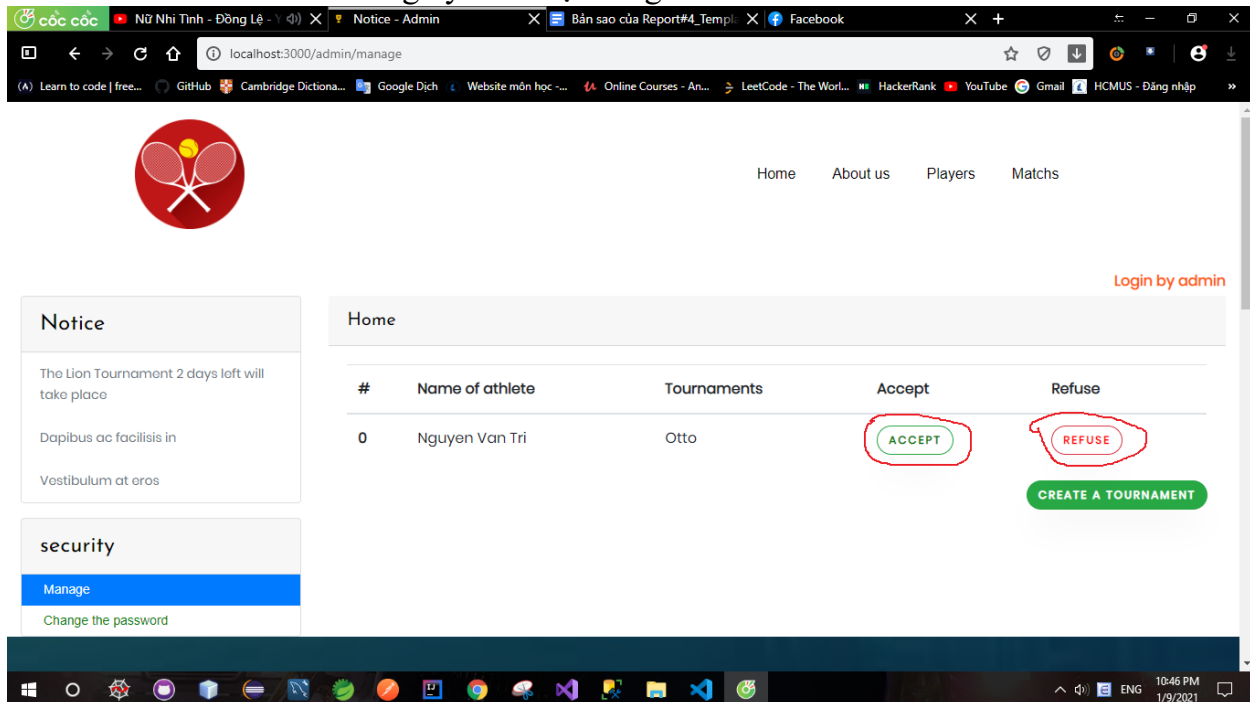 cốc cốc Nữ Nhi Tình - Đồng Lệ - Y Notice - Admin Bản sao của Report#4_Templa Facebook
localhost:3000/admin/manage
Learn to code | free... GitHub Cambridge Dictiona... Google Dịch Website môn học -... Online Courses - An... LeetCode - The Worl... HackerRank YouTube Gmail HCMUS - Đăng nhập »
Home About us Players Matchs
Login by admin
Notice
The Lion Tournament 2 days left will
take place
Dapibus ac facilisis in
Vestibulum at eros
security
Manage
Change the password
Home
# Name of athlete Tournaments Accept Refuse
0 Nguyen Van Tri Otto ACCEPT REFUSE
CREATE A TOURNAMENT
ENG
10:46 PM
1/9/2021